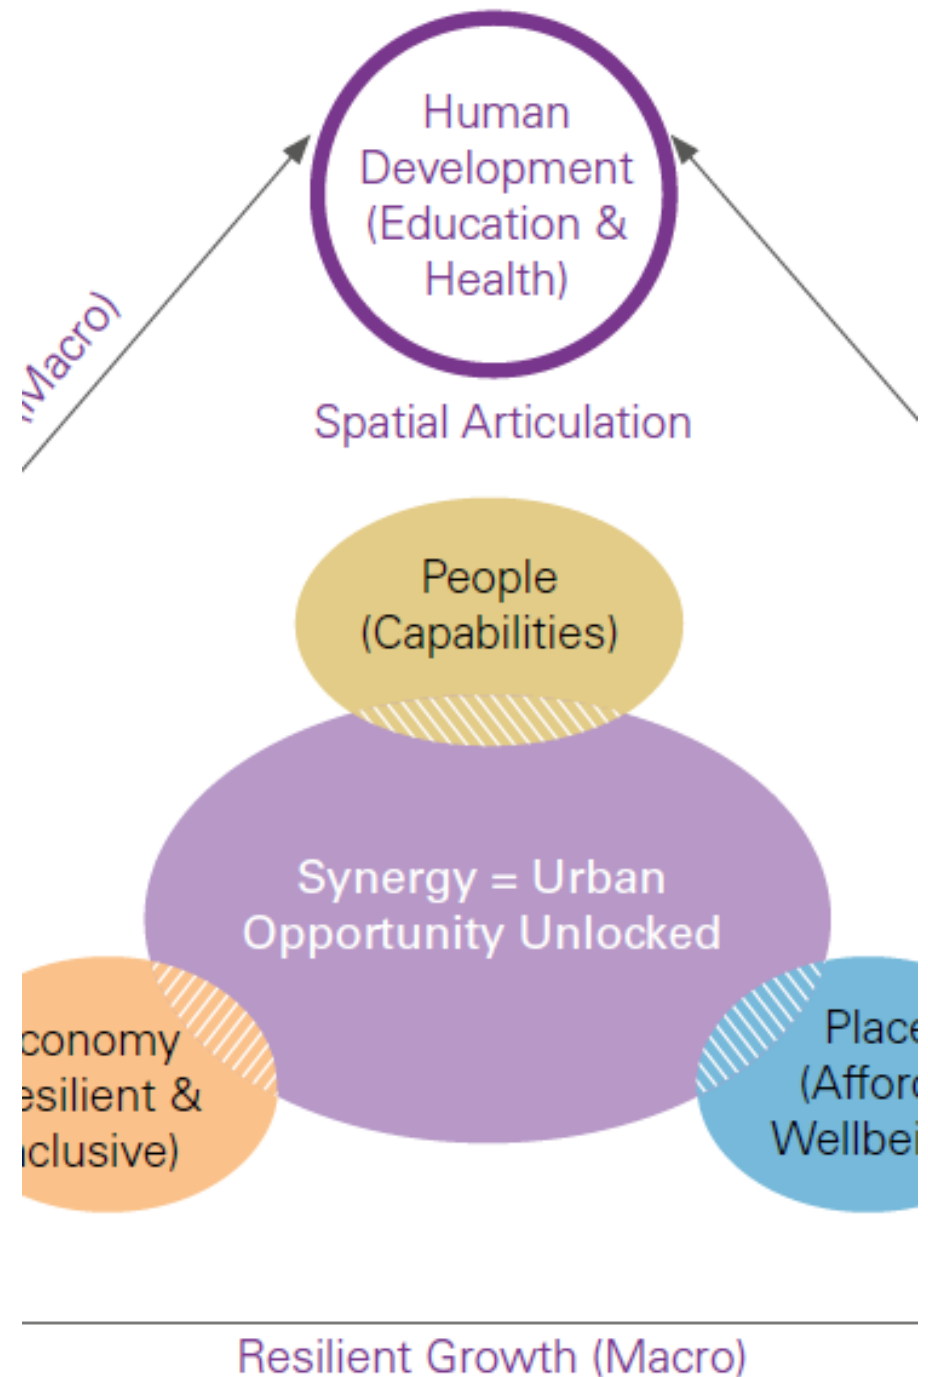 Human
Development
(Education &
Health)
(Macro)
Spatial Articulation
People
(Capabilities)
Synergy = Urban
Opportunity Unlocked
conomy
esilient &
clusive)
Place
(Afford
Wellbei
Resilient Growth (Macro)